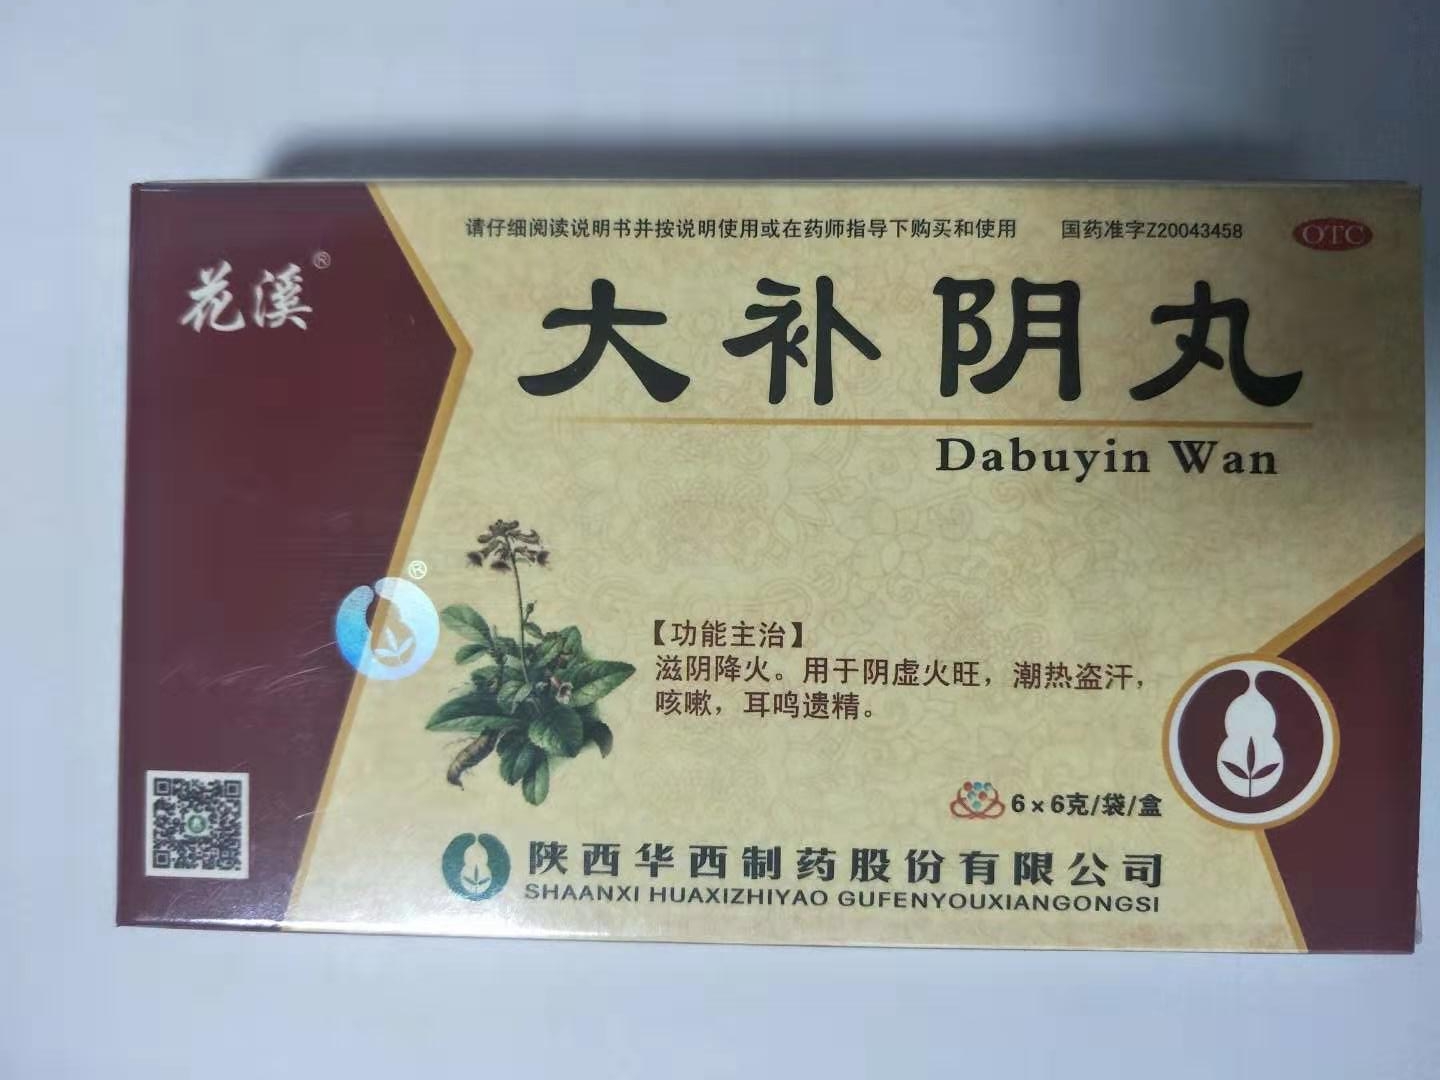 请仔细阅读说明书并按说明使用或在药师指导下购买和使用 国药准字Z20043458 OTC
花溪®
大补阴丸
Dabuyin Wan
®
【功能主治】
滋阴降火。用于阴虚火旺，潮热盗汗，
咳嗽，耳鸣遗精。
6×6克/袋/盒
陕西华西制药股份有限公司
SHAANXI HUAXIZHIYAO GUFENYOUXIANGONGSI